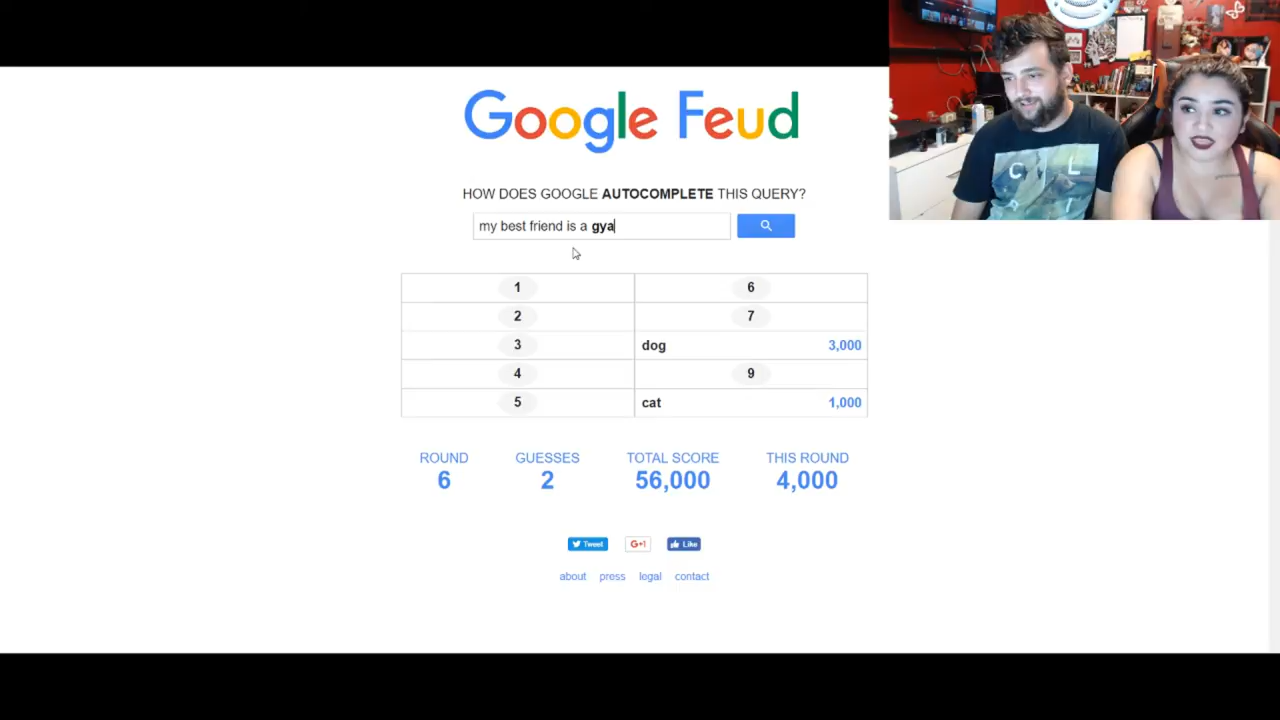 Google Feud
HOW DOES GOOGLE AUTOCOMPLETE THIS QUERY?
my best friend is a gya
1
6
2
7
3
dog 3,000
4
9
5
cat 1,000
ROUND
GUESSES
TOTAL SCORE
THIS ROUND
6
2
56,000
4,000
Tweet
G+1
Like
about
press
legal
contact
C L